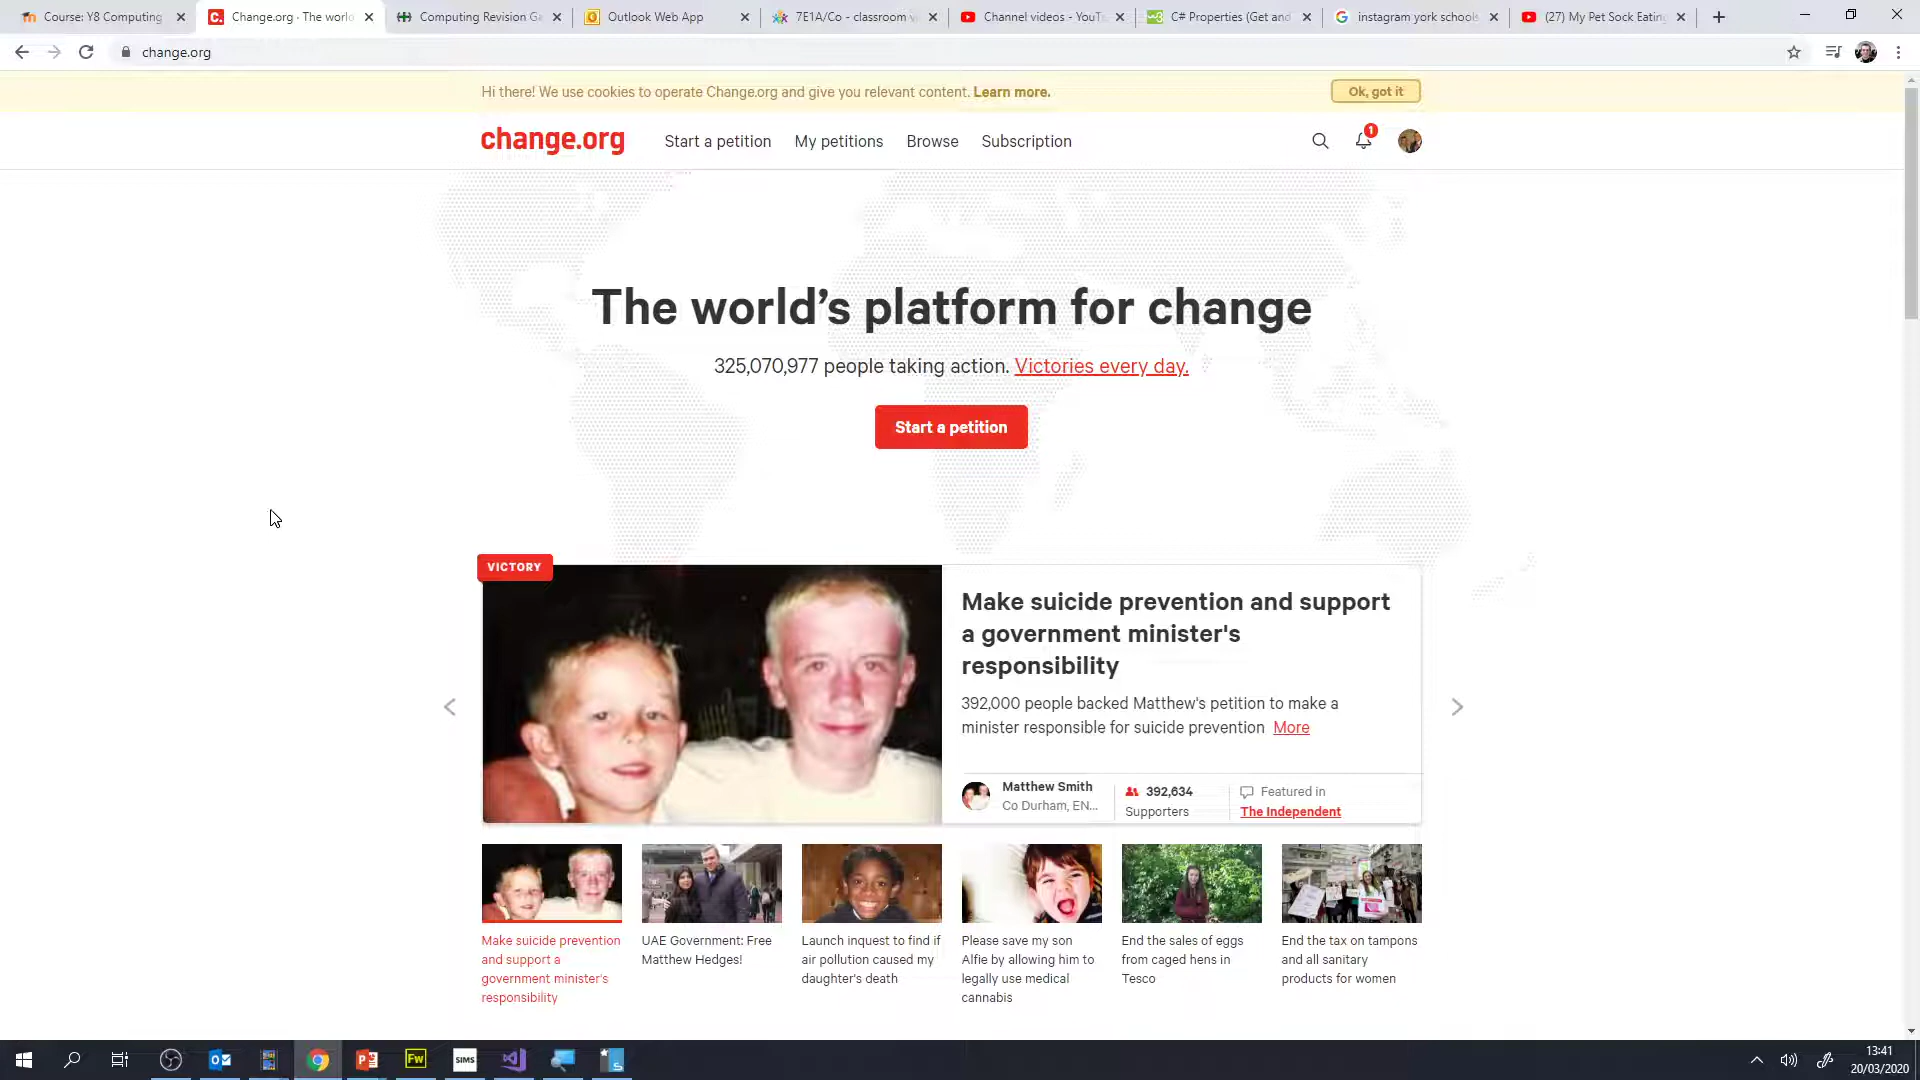 Course: Y8 Computing
Change.org · The world
Computing Revision G
Outlook Web App
7E1A/Co - classroom
Channel videos - YouT
C# Properties (Get and
instagram york schools
(27) My Pet Sock Eating
change.org
Hi there! We use cookies to operate Change.org and give you relevant content. Learn more.
Ok, got it
change.org
Start a petition
My petitions
Browse
Subscription
1
The world's platform for change
325,070,977 people taking action. Victories every day.
Start a petition
VICTORY
Make suicide prevention and support
a government minister's
responsibility
392,000 people backed Matthew's petition to make a
minister responsible for suicide prevention More
Matthew Smith
Co Durham, EN...
392,634
Supporters
Featured in
The Independent
Make suicide prevention
and support a
government minister's
responsibility
UAE Government: Free
Matthew Hedges!
Launch inquest to find if
air pollution caused my
daughter's death
Please save my son
Alfie by allowing him to
legally use medical
cannabis
End the sales of eggs
from caged hens in
Tesco
End the tax on tampons
and all sanitary
products for women
Fw
SIMS
13:41
20/03/2020